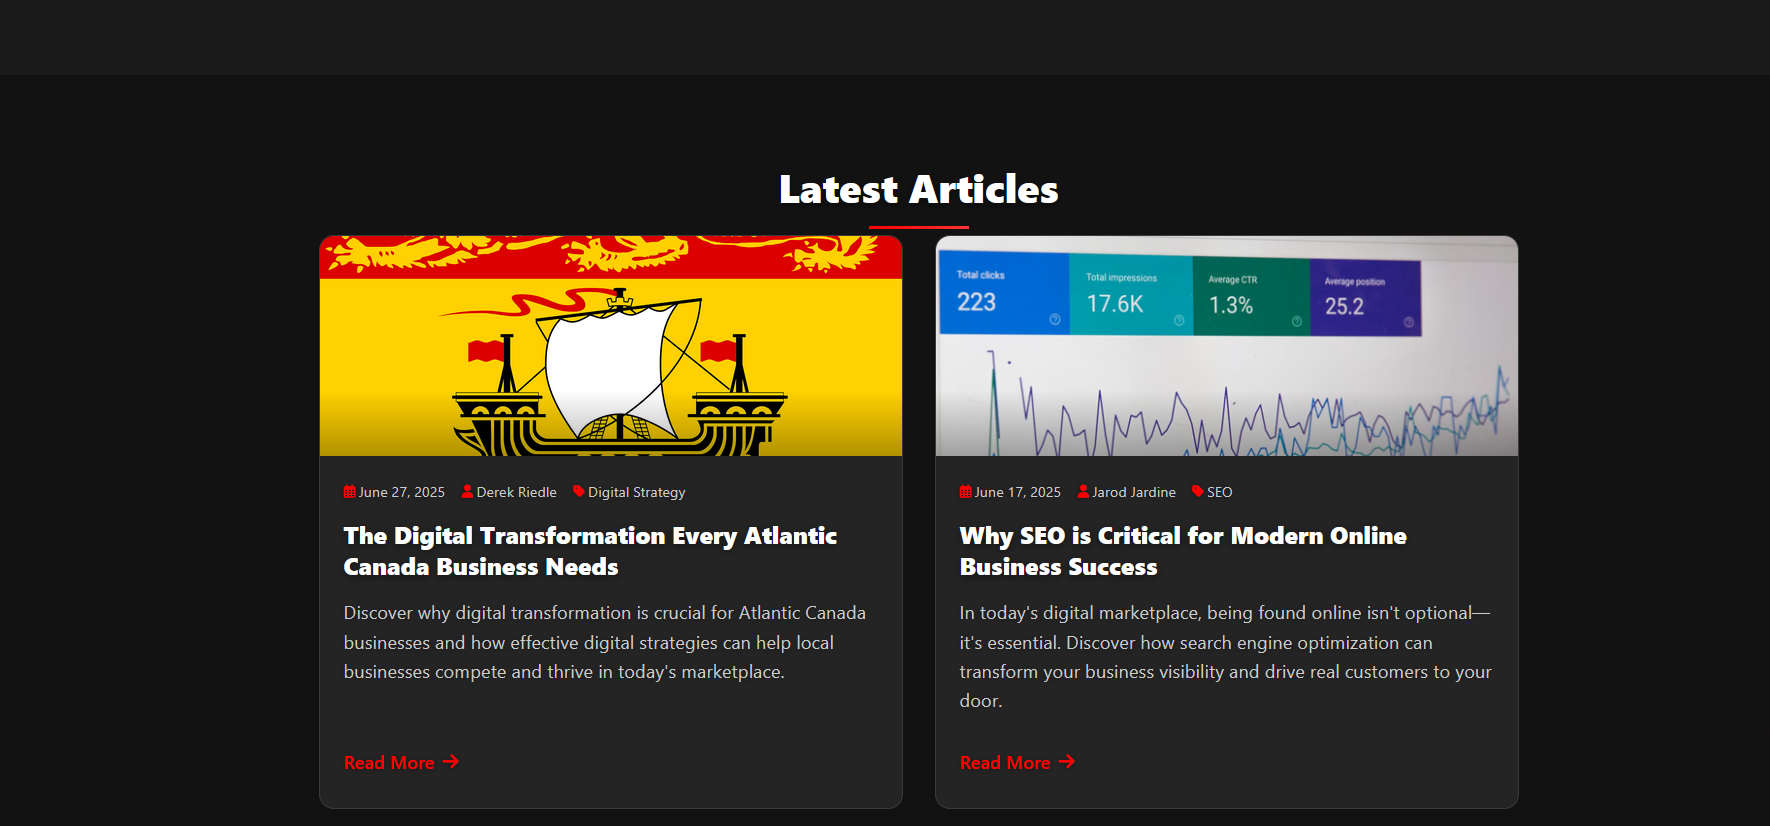 Latest Articles
Total clicks
223
Total impressions
17.6K
Average CTR
1.3%
Average position
25.2
June 27, 2025 Derek Riedle Digital Strategy
The Digital Transformation Every Atlantic
Canada Business Needs
Discover why digital transformation is crucial for Atlantic Canada
businesses and how effective digital strategies can help local
businesses compete and thrive in today's marketplace.
Read More
June 17, 2025 Jarod Jardine SEO
Why SEO is Critical for Modern Online
Business Success
In today's digital marketplace, being found online isn't optional—
it's essential. Discover how search engine optimization can
transform your business visibility and drive real customers to your
door.
Read More